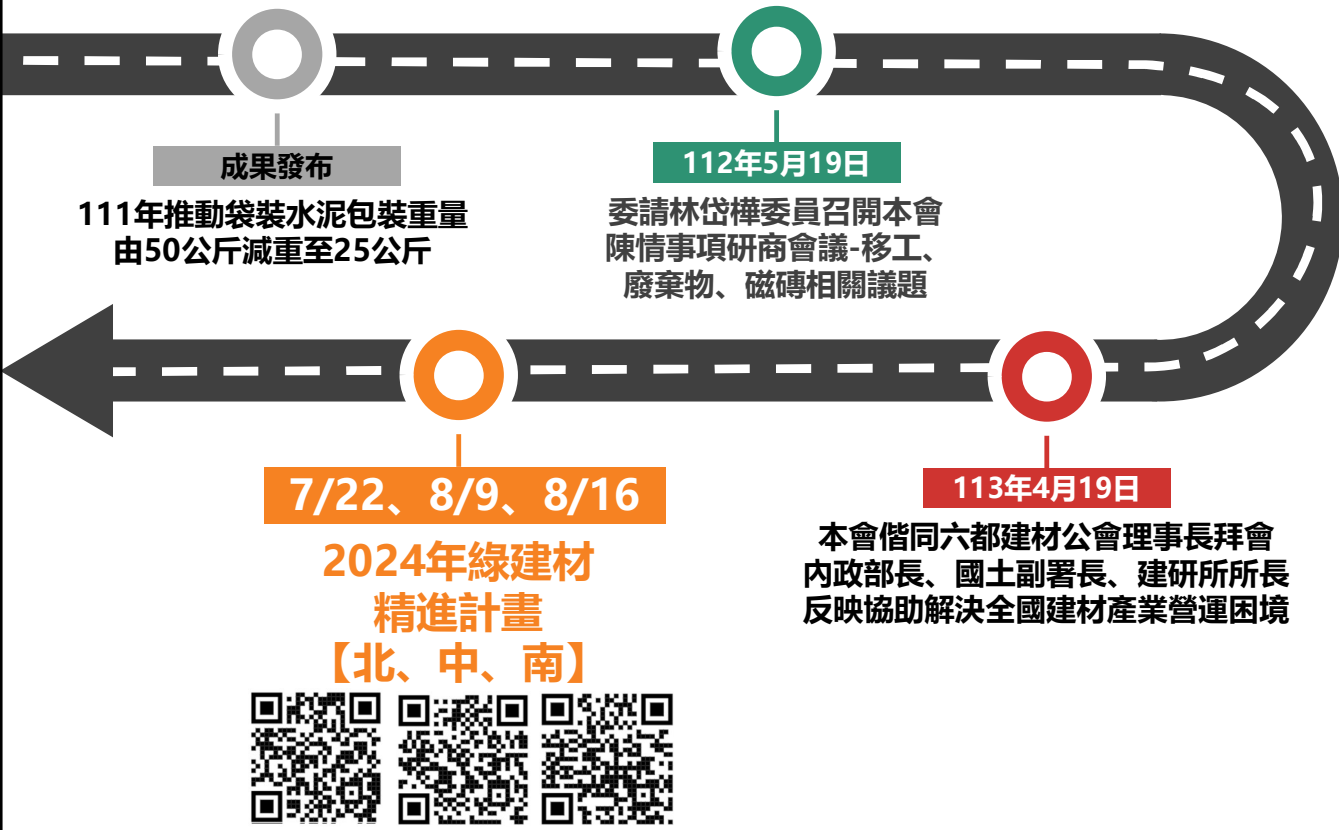 成果發布
111年推動袋裝水泥包裝重量
由50公斤減重至25公斤
112年5月19日
委請林岱樺委員召開本會
陳情事項研商會議-移工、
廢棄物、磁磚相關議題
113年4月19日
本會偕同六都建材公會理事長拜會
內政部長、國土副署長、建研所所長
反映協助解決全國建材產業營運困境
7/22、8/9、8/16
2024年綠建材
精進計畫
【北、中、南】